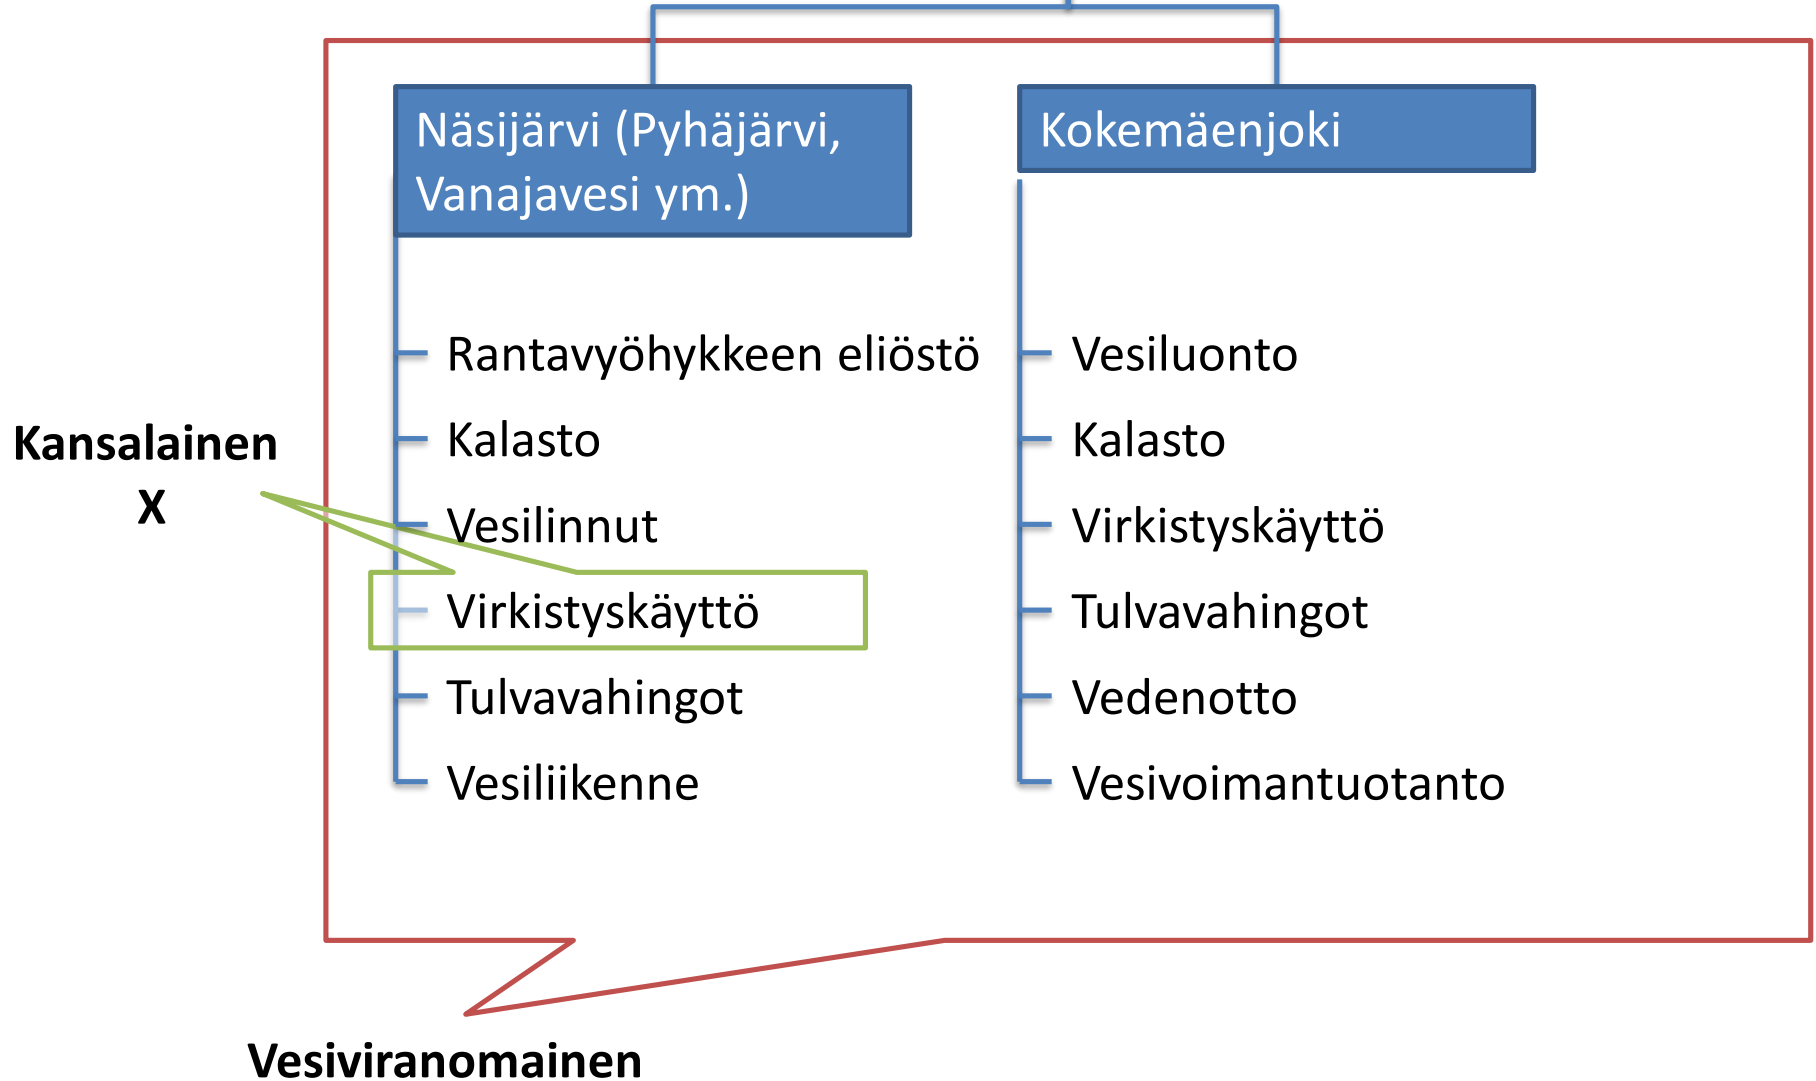 Näsijärvi (Pyhäjärvi,
Vanajavesi ym.)
Rantavyöhykkeen eliöstö
Kalasto
Vesilinnut
Virkistyskäyttö
Tulvavahingot
Vesiliikenne
Kokemäenjoki
Vesiluonto
Kalasto
Virkistyskäyttö
Tulvavahingot
Vedenotto
Vesivoimantuotanto
Kansalainen
X
Vesiviranomainen